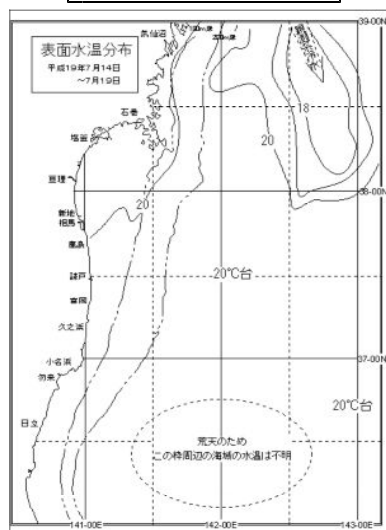 表面水温分布
平成19年7月14日
～7月19日
気仙沼
39-00N
石巻
18
塩釜
20
亘理
38-00N
20
新地
相馬
鹿島
請戸
20℃台
富岡
久之浜
37-00N
小名浜
勿来
20℃台
日立
荒天のため
この枠周辺の海域の水温は不明
141-00E
142-00E
143-00E